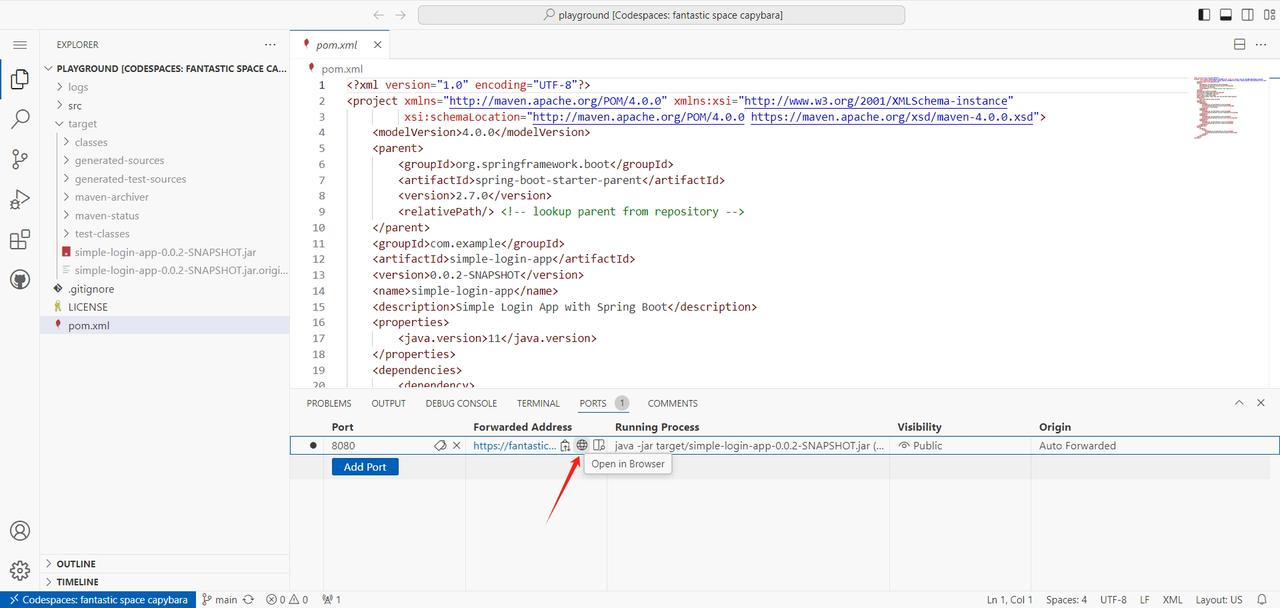 playground [Codespaces: fantastic space capybara]
EXPLORER
PLAYGROUND [CODESPACES: FANTASTIC SPACE CA...
logs
src
target
classes
generated-sources
generated-test-sources
maven-archiver
maven-status
test-classes
simple-login-app-0.0.2-SNAPSHOT.jar
simple-login-app-0.0.2-SNAPSHOT.jar.origi...
.gitignore
LICENSE
pom.xml
OUTLINE
TIMELINE
pom.xml
pom.xml
1 <?xml version="1.0" encoding="UTF-8"?>
2 <project xmlns="http://maven.apache.org/POM/4.0.0" xmlns:xsi="http://www.w3.org/2001/XMLSchema-instance"
3 xsi:schemaLocation="http://maven.apache.org/POM/4.0.0 https://maven.apache.org/xsd/maven-4.0.0.xsd">
4 <modelVersion>4.0.0</modelVersion>
5 <parent>
6 <groupId>org.springframework.boot</groupId>
7 <artifactId>spring-boot-starter-parent</artifactId>
8 <version>2.7.0</version>
9 <relativePath/> <!-- lookup parent from repository -->
10 </parent>
11 <groupId>com.example</groupId>
12 <artifactId>simple-login-app</artifactId>
13 <version>0.0.2-SNAPSHOT</version>
14 <name>simple-login-app</name>
15 <description>Simple Login App with Spring Boot</description>
16 <properties>
17 <java.version>11</java.version>
18 </properties>
19 <dependencies>
20 <dependency>
PROBLEMS OUTPUT DEBUG CONSOLE TERMINAL PORTS 1 COMMENTS
Port Forwarded Address Running Process Visibility Origin
8080 https://fantastic... java -jar target/simple-login-app-0.0.2-SNAPSHOT.jar (... Public Auto Forwarded
Add Port
Open in Browser
Codespaces: fantastic space capybara main 0 0 1 Ln 1, Col 1 Spaces: 4 UTF-8 LF XML Layout: US